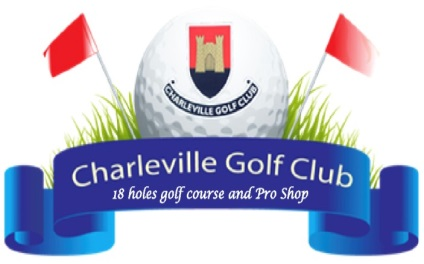 CHARLEVILLE GOLF CLUB
Charleville Golf Club
18 holes golf course and Pro Shop